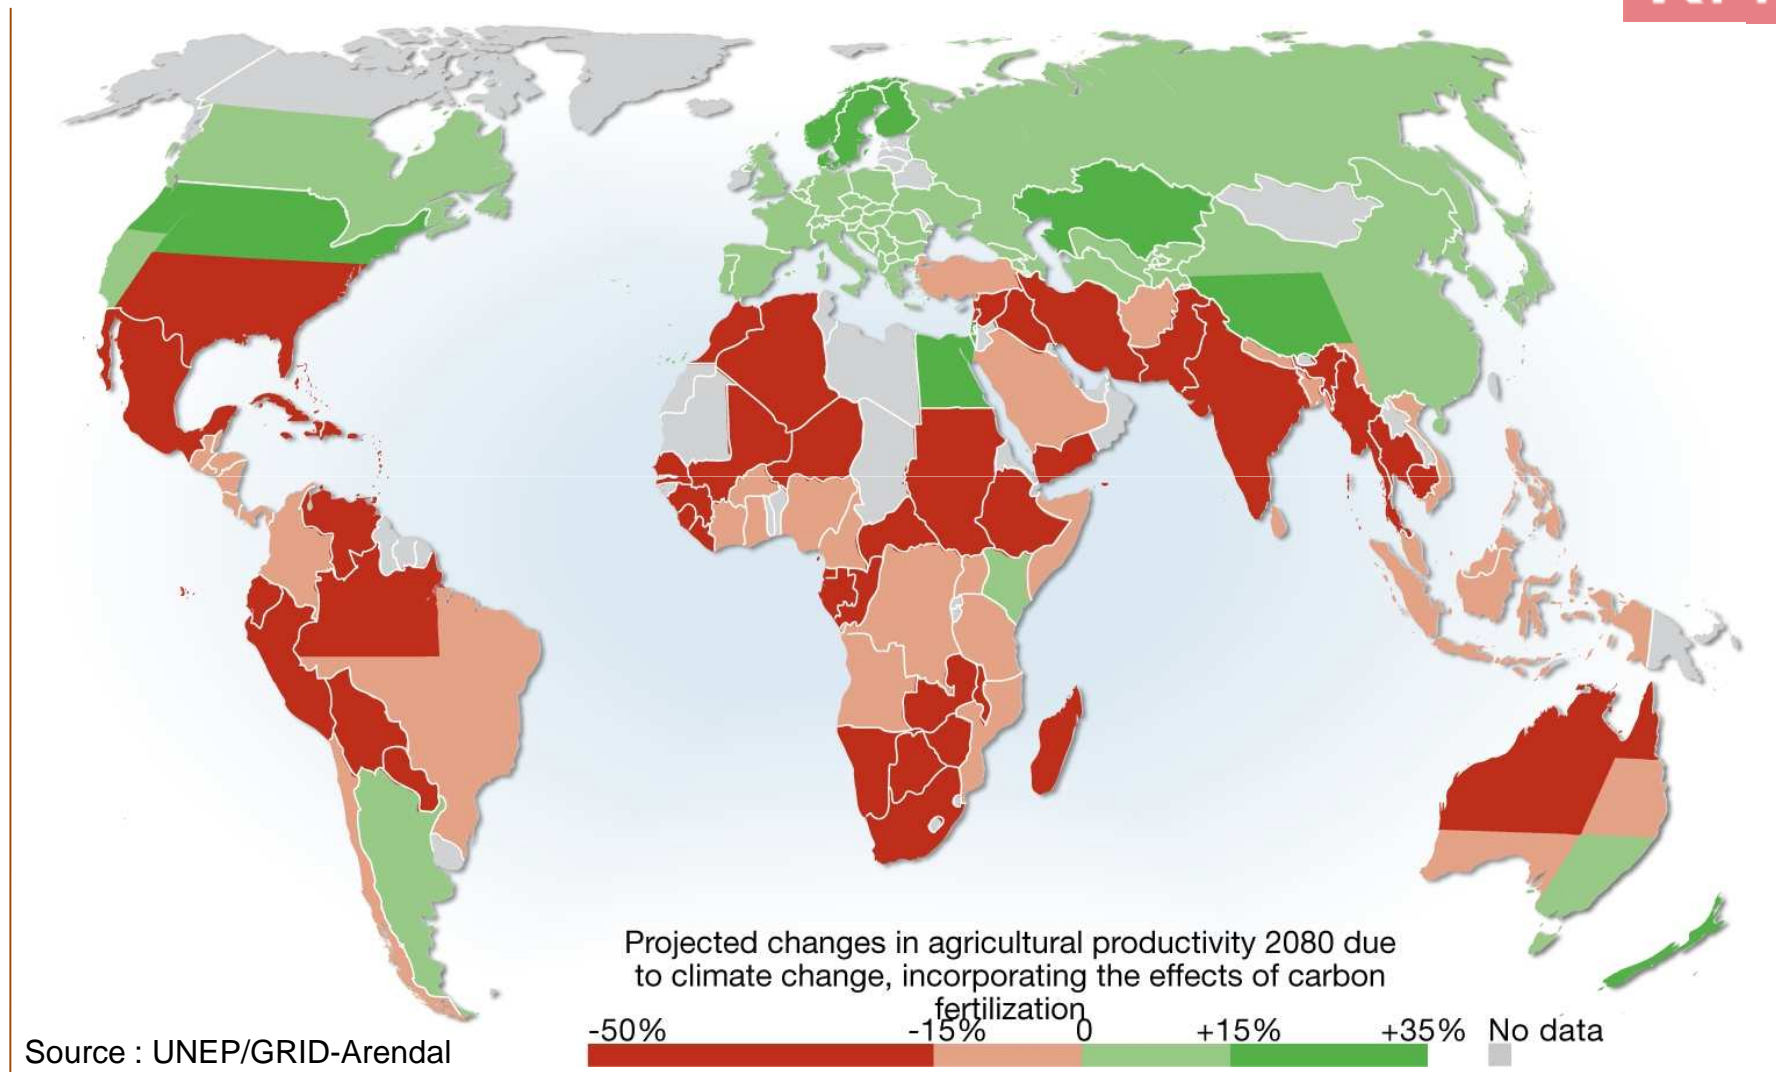 Projected changes in agricultural productivity 2080 due
to climate change, incorporating the effects of carbon
fertilization
-50% -15% 0 +15% +35% No data
Source : UNEP/GRID-Arendal